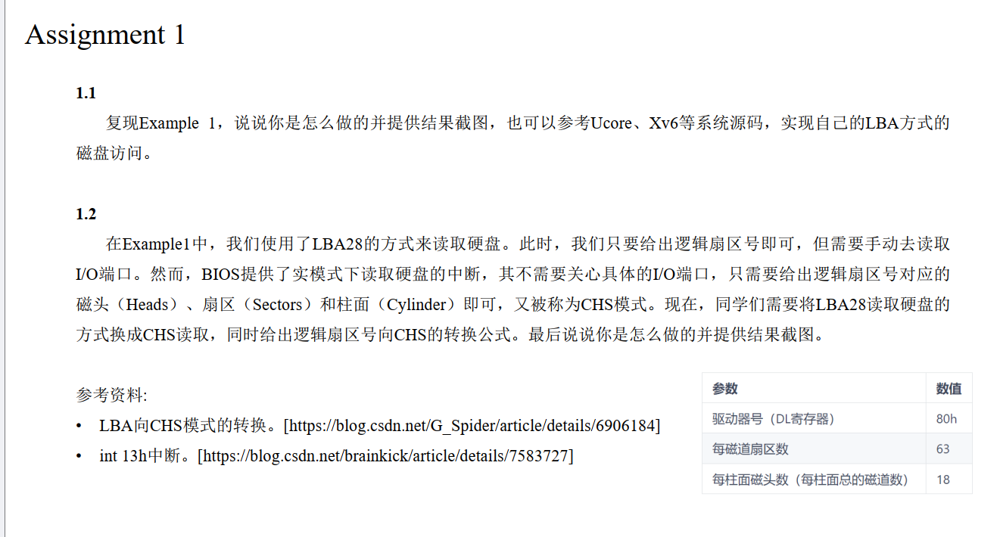 Assignment 1
1.1
复现Example 1，说说你是怎么做的并提供结果截图，也可以参考Ucore、Xv6等系统源码，实现自己的LBA方式的
磁盘访问。
1.2
在Example1中，我们使用了LBA28的方式来读取硬盘。此时，我们只要给出逻辑扇区号即可，但需要手动去读取
I/O端口。然而，BIOS提供了实模式下读取硬盘的中断，其不需要关心具体的I/O端口，只需要给出逻辑扇区号对应的
磁头（Heads）、扇区（Sectors）和柱面（Cylinder）即可，又被称为CHS模式。现在，同学们需要将LBA28读取硬盘的
方式换成CHS读取，同时给出逻辑扇区号向CHS的转换公式。最后说说你是怎么做的并提供结果截图。
参考资料:
• LBA向CHS模式的转换。[https://blog.csdn.net/G_Spider/article/details/6906184]
• int 13h中断。[https://blog.csdn.net/brainkick/article/details/7583727]
参数 数值
驱动器号（DL寄存器） 80h
每磁道扇区数 63
每柱面磁头数（每柱面总的磁道数） 18